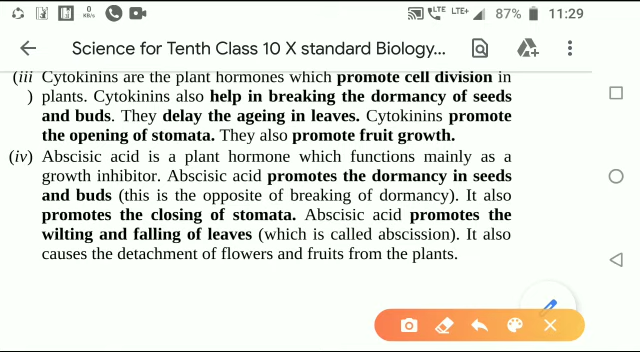 0 KB/s LTE LTE+ 87% 11:29
Science for Tenth Class 10 X standard Biology...
(iii Cytokinins are the plant hormones which promote cell division in
) plants. Cytokinins also help in breaking the dormancy of seeds
and buds. They delay the ageing in leaves. Cytokinins promote
the opening of stomata. They also promote fruit growth.
(iv) Abscisic acid is a plant hormone which functions mainly as a
growth inhibitor. Abscisic acid promotes the dormancy in seeds
and buds (this is the opposite of breaking of dormancy). It also
promotes the closing of stomata. Abscisic acid promotes the
wilting and falling of leaves (which is called abscission). It also
causes the detachment of flowers and fruits from the plants.